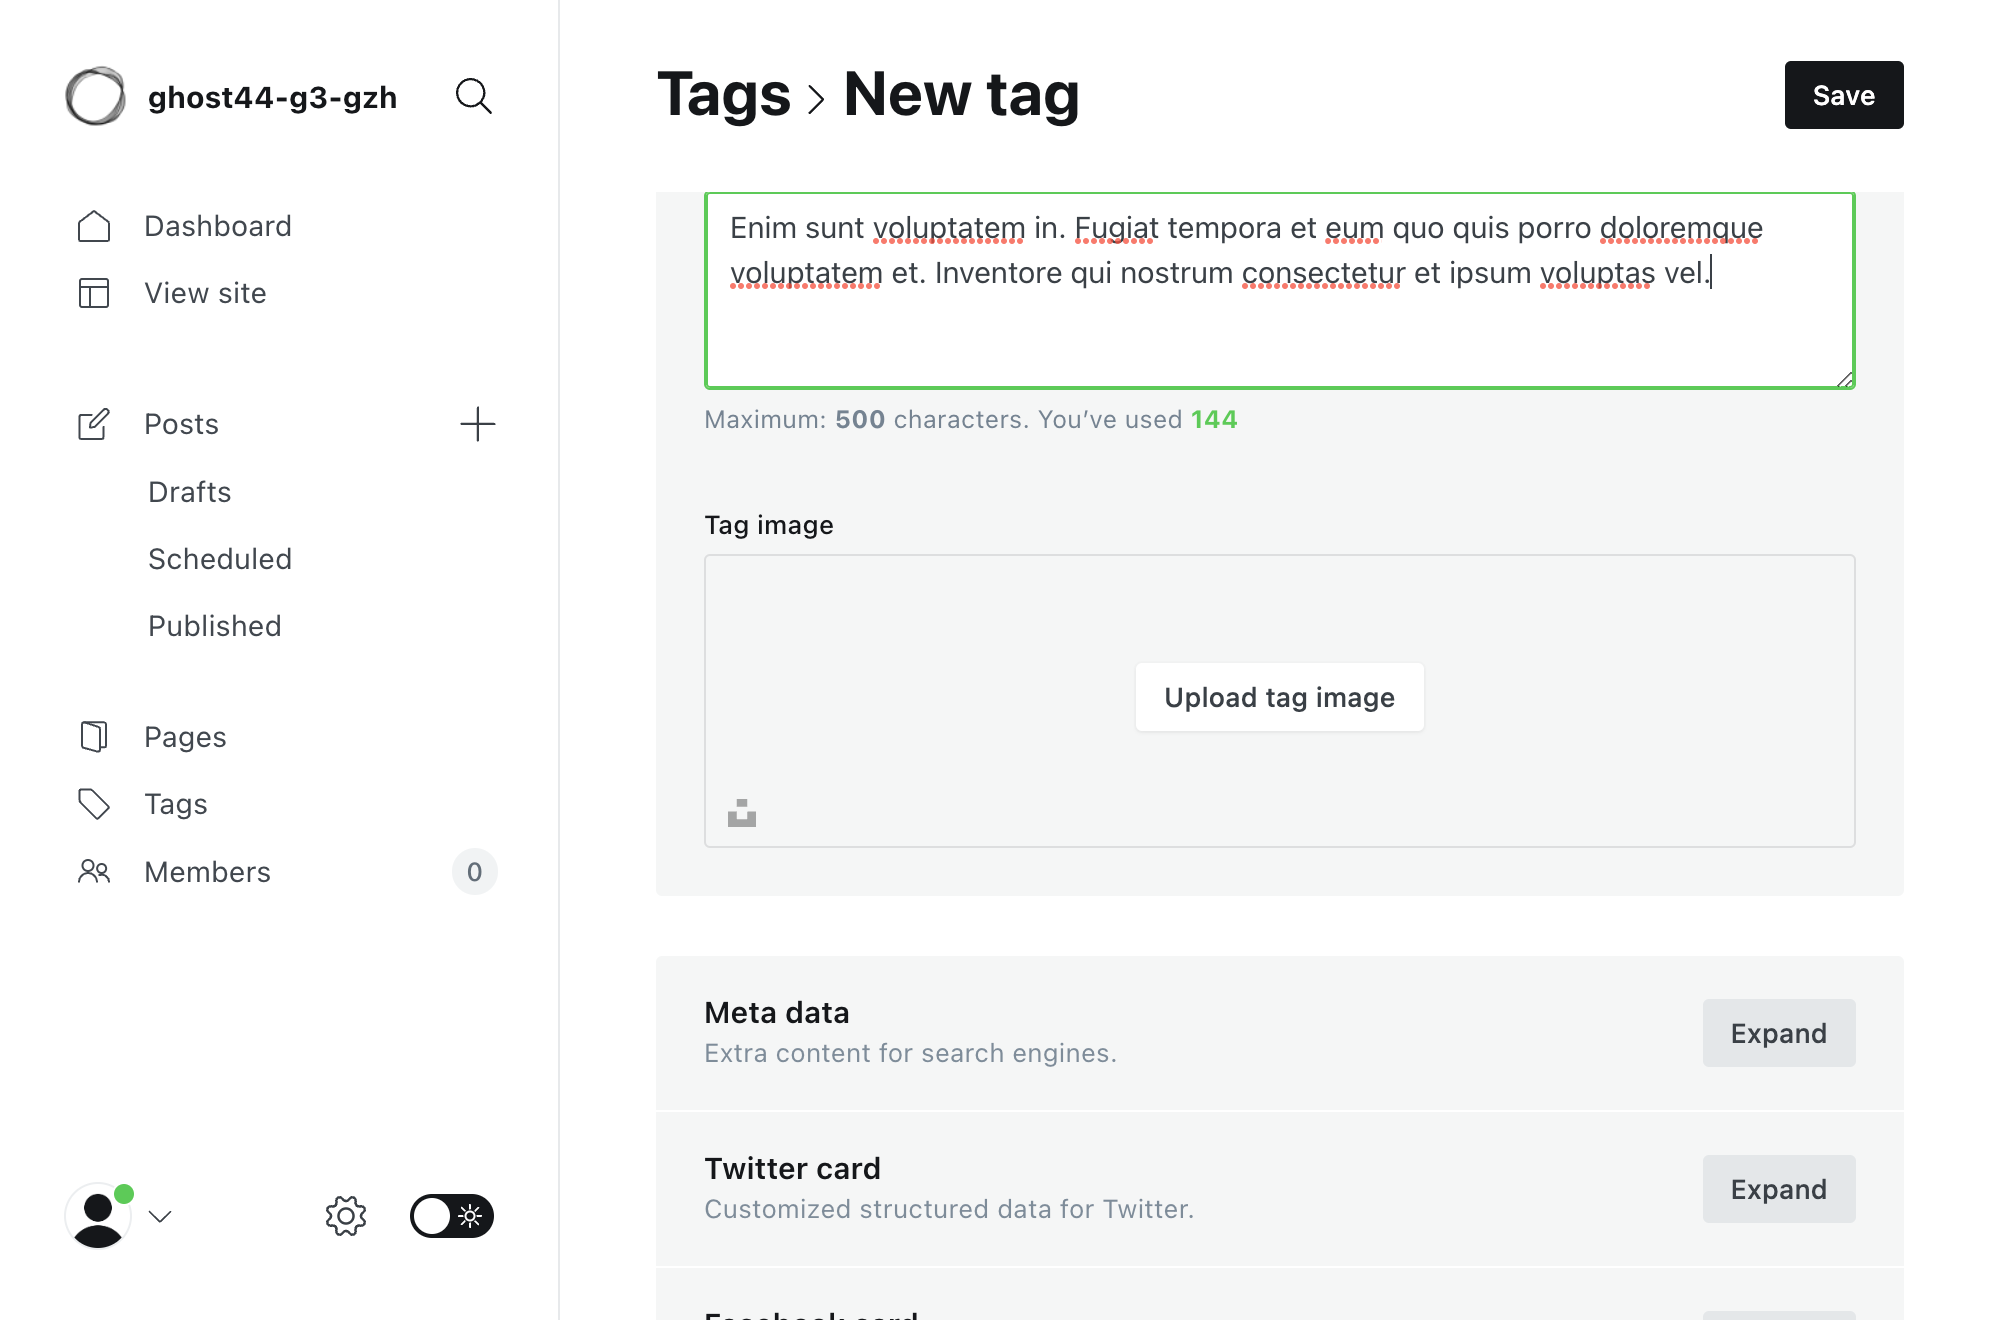 ghost44-g3-gzh
Dashboard
View site
Posts
Drafts
Scheduled
Published
Pages
Tags
Members
0
Tags > New tag
Save
Enim sunt voluptatem in. Fugiat tempora et eum quo quis porro doloremque
voluptatem et. Inventore qui nostrum consectetur et ipsum voluptas vel.
Maximum: 500 characters. You’ve used 144
Tag image
Upload tag image
Meta data
Extra content for search engines.
Expand
Twitter card
Customized structured data for Twitter.
Expand
Facebook card